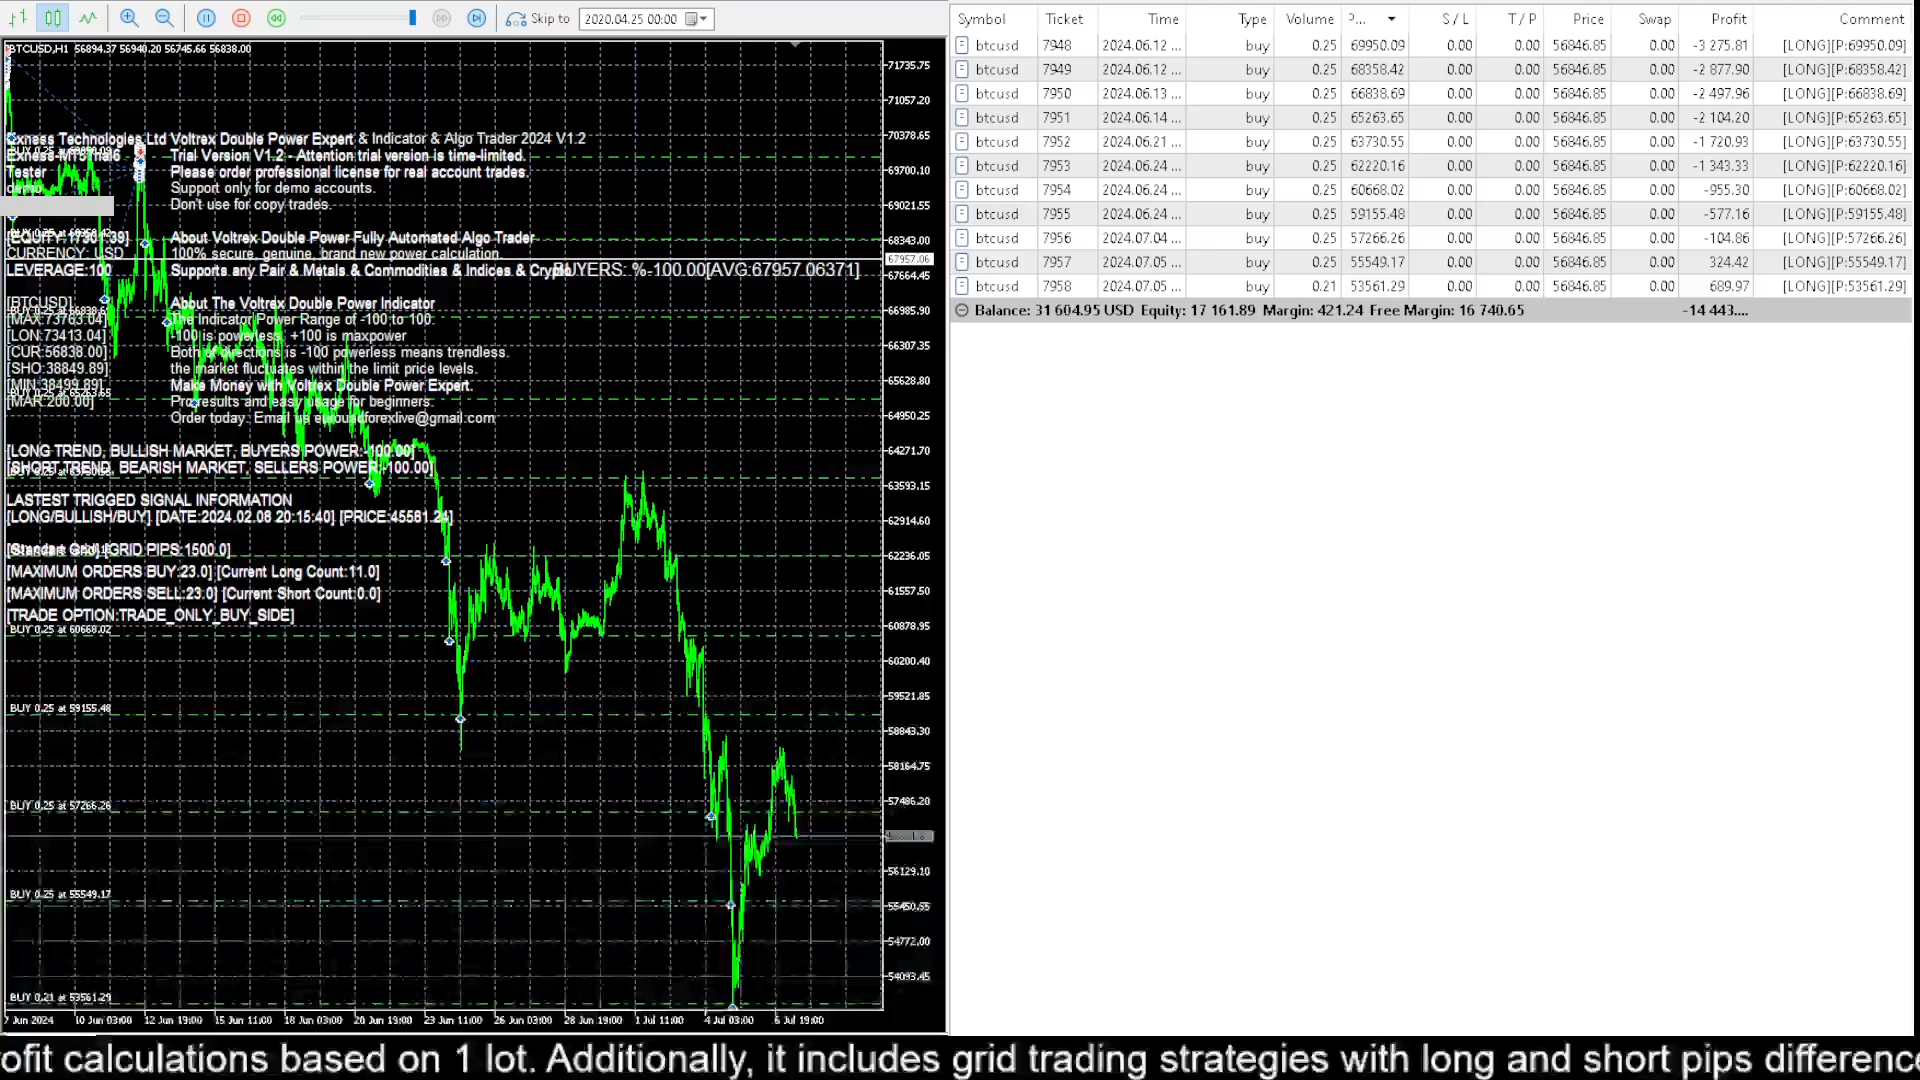 Skip to 2020.04.25 00:00
BTCUSD,H1 56894.37 56940.20 56745.66 56838.00
Exness Technologies Ltd Voltrex Double Power Expert & Indicator & Algo Trader 2024 V1.2
Trial Version V1.2 - Attention trial version is time-limited.
Tester Please order professional license for real account trades.
demo Support only for demo accounts.
Don't use for copy trades.
About Voltrex Double Power Fully Automated Algo Trader
CURRENCY: USD 100% secure, genuine, brand new power calculation.
LEVERAGE:100 Supports any Pair & Metals & Commodities & Indices & Crypto
BUYERS: %-100.00[AVG:67957.06371]
[BTCUSD] About The Voltrex Double Power Indicator
[MAX:73763.04] The Indicator Power Range of -100 to 100.
[LON:73413.04] -100 is powerless, +100 is maxpower
[CUR:56838.00] Both of directions is -100 powerless means trendless.
[SHO:38849.89] the market fluctuates within the limit price levels.
[MIN:38499.89] Make Money with Voltrex Double Power Expert.
[MAR:200.00] Pro results and easy usage for beginners.
Order today. Email us eurousdforexlive@gmail.com
[LONG TREND, BULLISH MARKET, BUYERS POWER:-100.00]
[SHORT TREND, BEARISH MARKET, SELLERS POWER:-100.00]
LASTEST TRIGGED SIGNAL INFORMATION
[LONG/BULLISH/BUY] [DATE:2024.02.08 20:15:40] [PRICE:45581.24]
[Standart Grid] [GRID PIPS:1500.0]
[MAXIMUM ORDERS BUY:23.0] [Current Long Count:11.0]
[MAXIMUM ORDERS SELL:23.0] [Current Short Count:0.0]
[TRADE OPTION:TRADE_ONLY_BUY_SIDE]
BUY 0.25 at 60668.02
BUY 0.25 at 59155.48
BUY 0.25 at 57266.26
BUY 0.25 at 55549.17
BUY 0.21 at 53561.29
71735.75
71057.20
70378.65
69700.10
69021.55
68343.00
67957.06
67664.45
66985.90
66307.35
65628.80
64950.25
64271.70
63593.15
62914.60
62236.05
61557.50
60878.95
60200.40
59521.85
58843.30
58164.75
57486.20
56129.10
55450.55
54772.00
54093.45
7 Jun 2024 10 Jun 03:00 12 Jun 19:00 15 Jun 11:00 18 Jun 03:00 20 Jun 19:00 23 Jun 11:00 26 Jun 03:00 28 Jun 19:00 1 Jul 11:00 4 Jul 03:00 6 Jul 19:00
Symbol Ticket Time Type Volume P... S / L T / P Price Swap Profit Comment
btcusd 7948 2024.06.12 ... buy 0.25 69950.09 0.00 0.00 56846.85 0.00 -3 275.81 [LONG][P:69950.09]
btcusd 7949 2024.06.12 ... buy 0.25 68358.42 0.00 0.00 56846.85 0.00 -2 877.90 [LONG][P:68358.42]
btcusd 7950 2024.06.13 ... buy 0.25 66838.69 0.00 0.00 56846.85 0.00 -2 497.96 [LONG][P:66838.69]
btcusd 7951 2024.06.14 ... buy 0.25 65263.65 0.00 0.00 56846.85 0.00 -2 104.20 [LONG][P:65263.65]
btcusd 7952 2024.06.21 ... buy 0.25 63730.55 0.00 0.00 56846.85 0.00 -1 720.93 [LONG][P:63730.55]
btcusd 7953 2024.06.24 ... buy 0.25 62220.16 0.00 0.00 56846.85 0.00 -1 343.33 [LONG][P:62220.16]
btcusd 7954 2024.06.24 ... buy 0.25 60668.02 0.00 0.00 56846.85 0.00 -955.30 [LONG][P:60668.02]
btcusd 7955 2024.06.24 ... buy 0.25 59155.48 0.00 0.00 56846.85 0.00 -577.16 [LONG][P:59155.48]
btcusd 7956 2024.07.04 ... buy 0.25 57266.26 0.00 0.00 56846.85 0.00 -104.86 [LONG][P:57266.26]
btcusd 7957 2024.07.05 ... buy 0.25 55549.17 0.00 0.00 56846.85 0.00 324.42 [LONG][P:55549.17]
btcusd 7958 2024.07.05 ... buy 0.21 53561.29 0.00 0.00 56846.85 0.00 689.97 [LONG][P:53561.29]
Balance: 31 604.95 USD Equity: 17 161.89 Margin: 421.24 Free Margin: 16 740.65 -14 443....
ofit calculations based on 1 lot. Additionally, it includes grid trading strategies with long and short pips difference